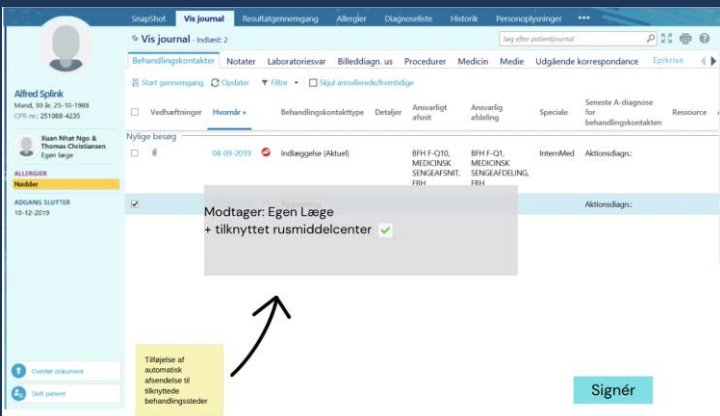 SnapShot Vis journal Resultatgennemgang Allergier Diagnoseliste Historik Personoplysninger
Vis journal - Indlæst: 2
Søg efter patientjournal
Behandlingskontakter Notater Laboratoriesvar Billeddiagn. us Procedurer Medicin Medie Udgående korrespondance Epikrise
Start gennemgang Opdater Filtre Skjul annullerede/fremtidige
Alfred Splink
Mand, 30 år, 25-10-1988
CPR-nr.: 251088-4235
Xuan Nhat Ngo &
Thomas Christiansen
Egen læge
ALLERGIER
Nødder
ADGANG SLUTTER
10-12-2019
Vedhæftninger Hvornår Behandlingskontakttype Detaljer
Ansvarligt
afsnit
Ansvarlig
afdeling
Speciale
Seneste A-diagnose
for
behandlingskontakten
Ressource
Nylige besøg
04-09-2019 Indlæggelse (Aktuel)
BFH F-Q10,
MEDICINSK
SENGEAFSNIT,
FRH
BFH F-Q1,
MEDICINSK
SENGEAFDELING,
FRH
InternMed Aktionsdiagn.:
Aktionsdiagn.:
Modtager: Egen Læge
+ tilknyttet rusmiddelcenter
Tilføjelse af
automatisk
afsendelse til
tilknyttede
behandlingssteder
Overfør dokument
Skift patient
Signér